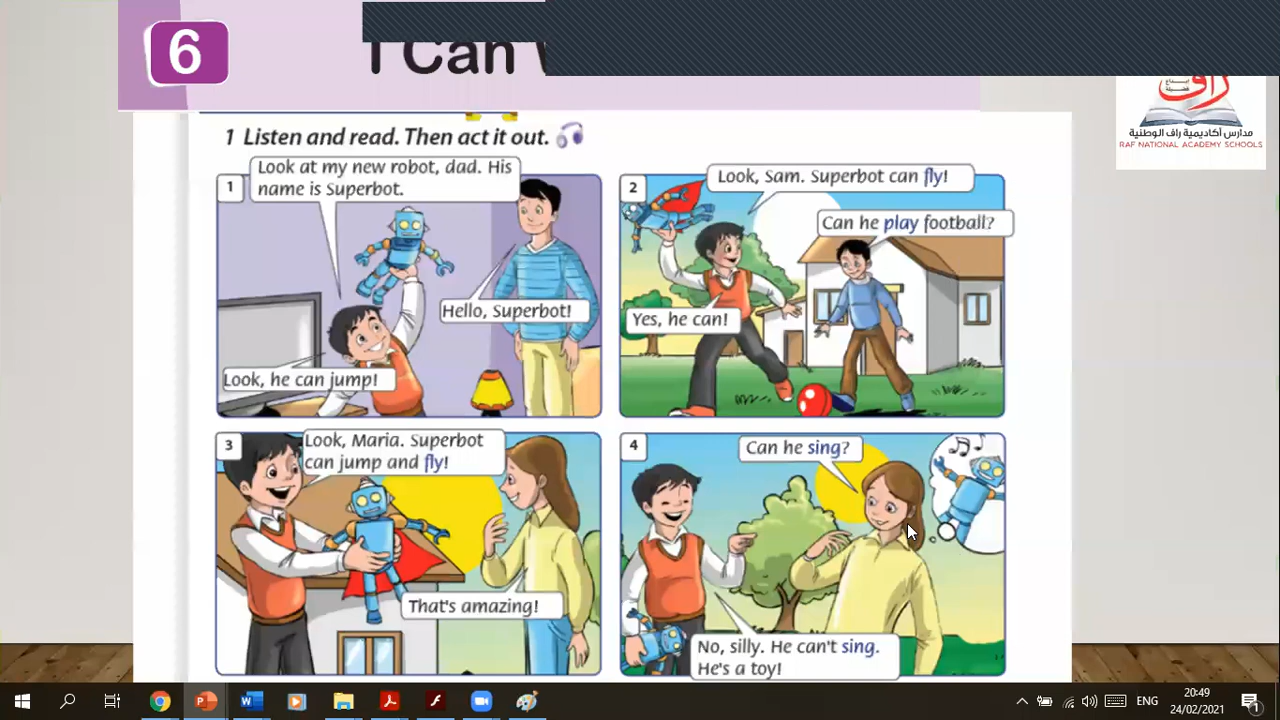 6
I Can
راف
مدارس أكاديمية راف الوطنية
RAF NATIONAL ACADEMY SCHOOLS
1 Listen and read. Then act it out.
1
Look at my new robot, dad. His
name is Superbot.
Hello, Superbot!
Look, he can jump!
2
Look, Sam. Superbot can fly!
Can he play football?
Yes, he can!
3
Look, Maria. Superbot
can jump and fly!
That's amazing!
4
Can he sing?
No, silly. He can't sing.
He's a toy!
ENG
20:49
24/02/2021
1